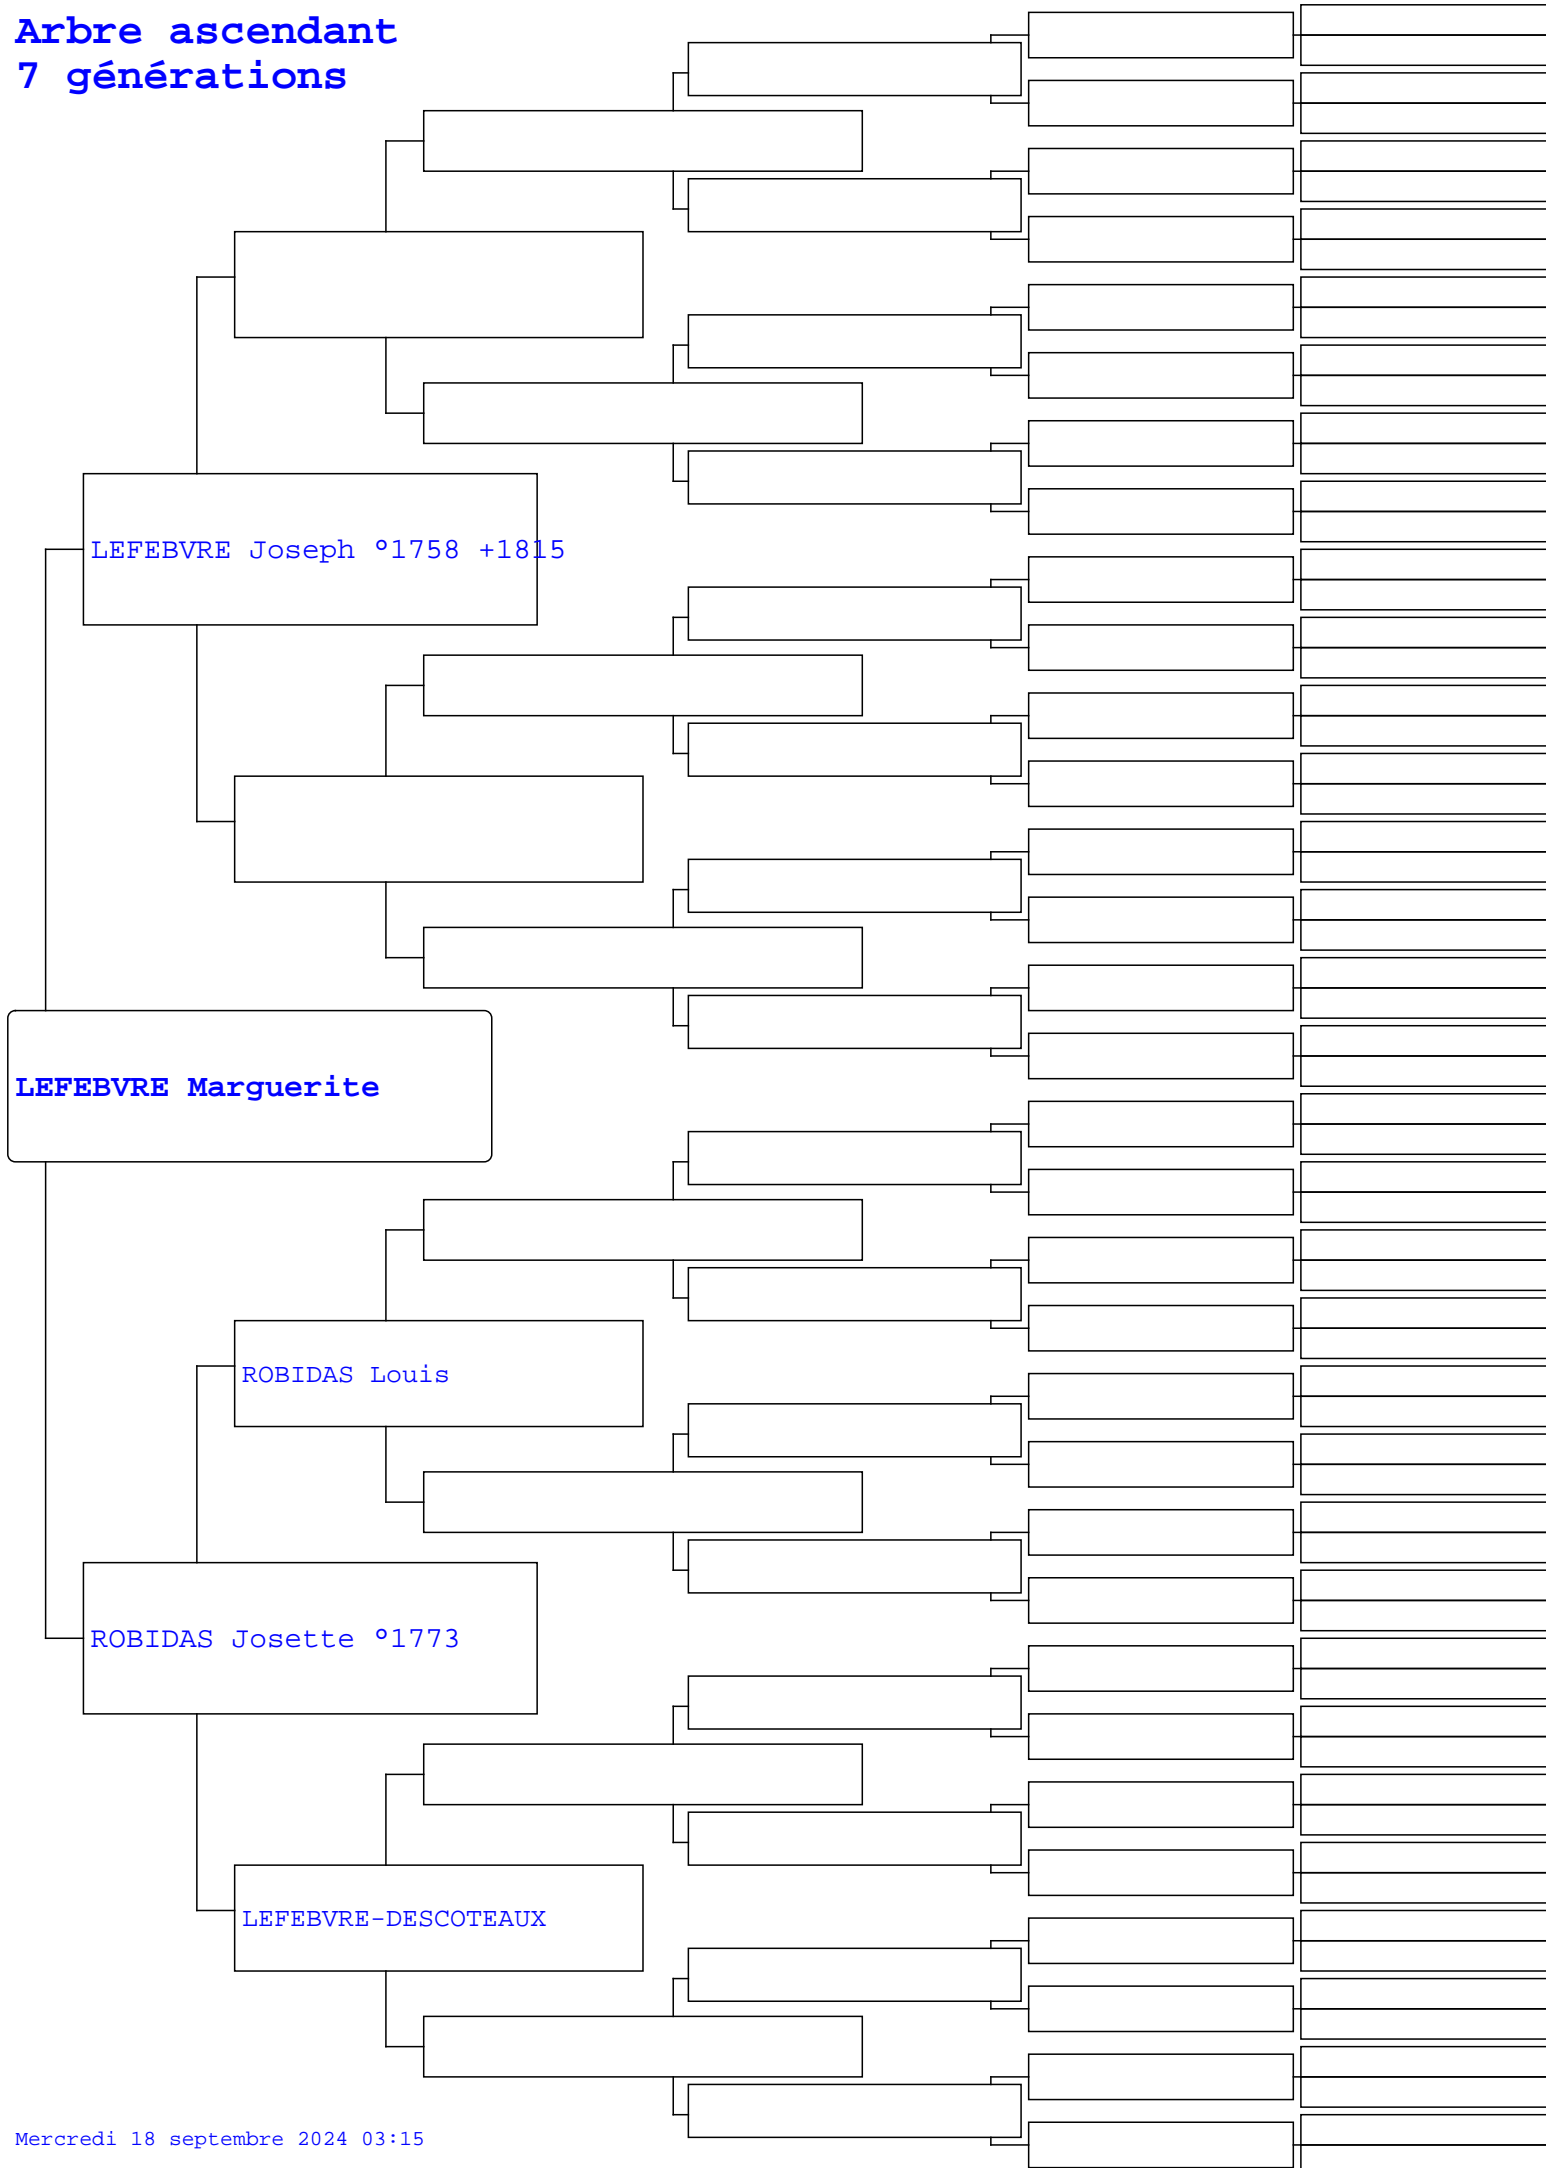 Arbre ascendant
7 générations
LEFEBVRE Joseph °1758 +1815
LEFEBVRE Marguerite
ROBIDAS Louis
ROBIDAS Josette °1773
LEFEBVRE-DESCOTEAUX
Mercredi 18 septembre 2024 03:15